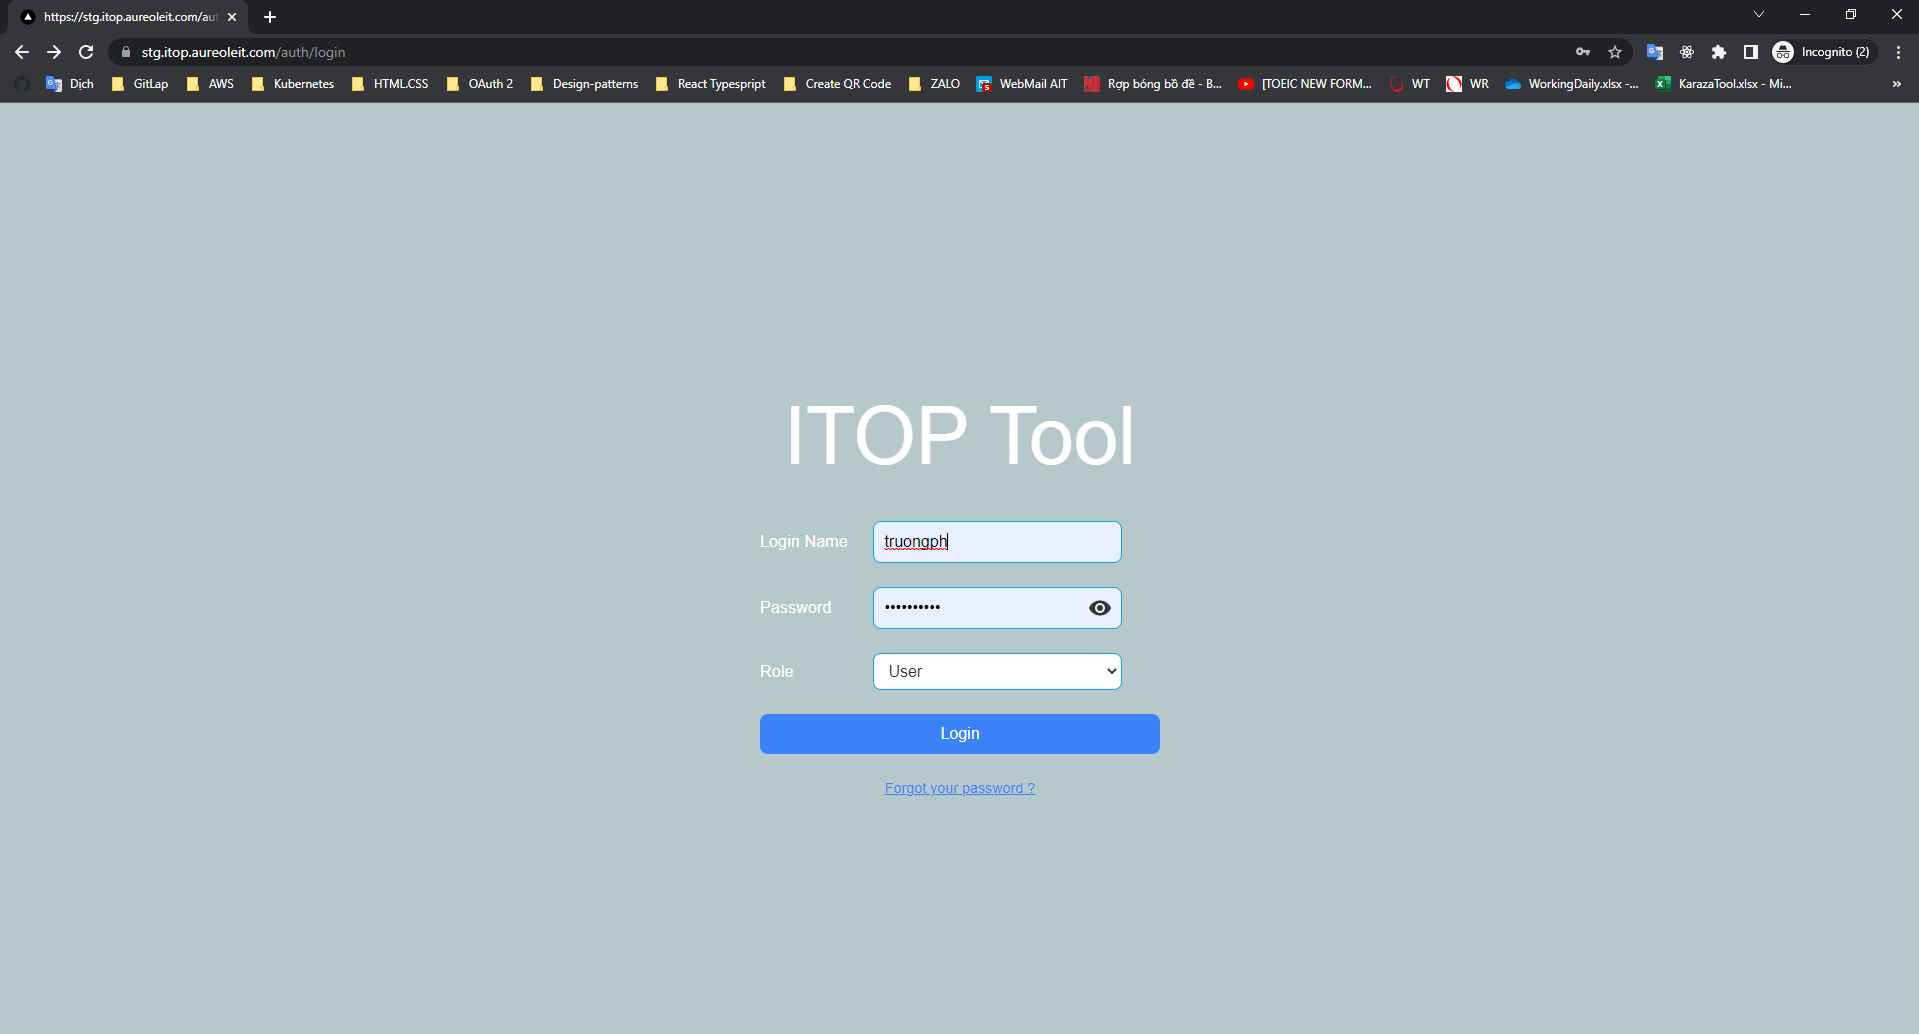 https://stg.itop.aureoleit.com/aut
stg.itop.aureoleit.com/auth/login
Incognito (2)
Dịch GitLap AWS Kubernetes HTML.CSS OAuth 2 Design-patterns React Typespript Create QR Code ZALO WebMail AIT Rợp bóng bồ đề - B... [TOEIC NEW FORM... WT WR WorkingDaily.xlsx -... KarazaTool.xlsx - Mi... »
ITOP Tool
Login Name truongph
Password ••••••••••
Role User
Login
Forgot your password ?